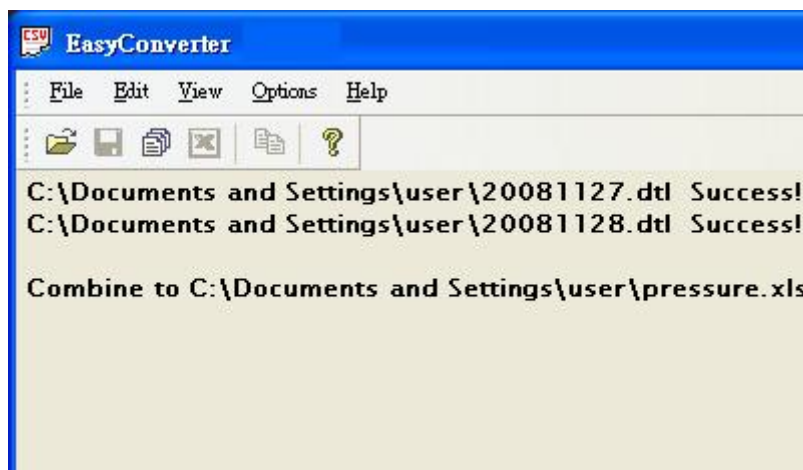 CSV
EasyConverter
File Edit View Options Help
C:\Documents and Settings\user\20081127.dtl Success!
C:\Documents and Settings\user\20081128.dtl Success!
Combine to C:\Documents and Settings\user\pressure.xls